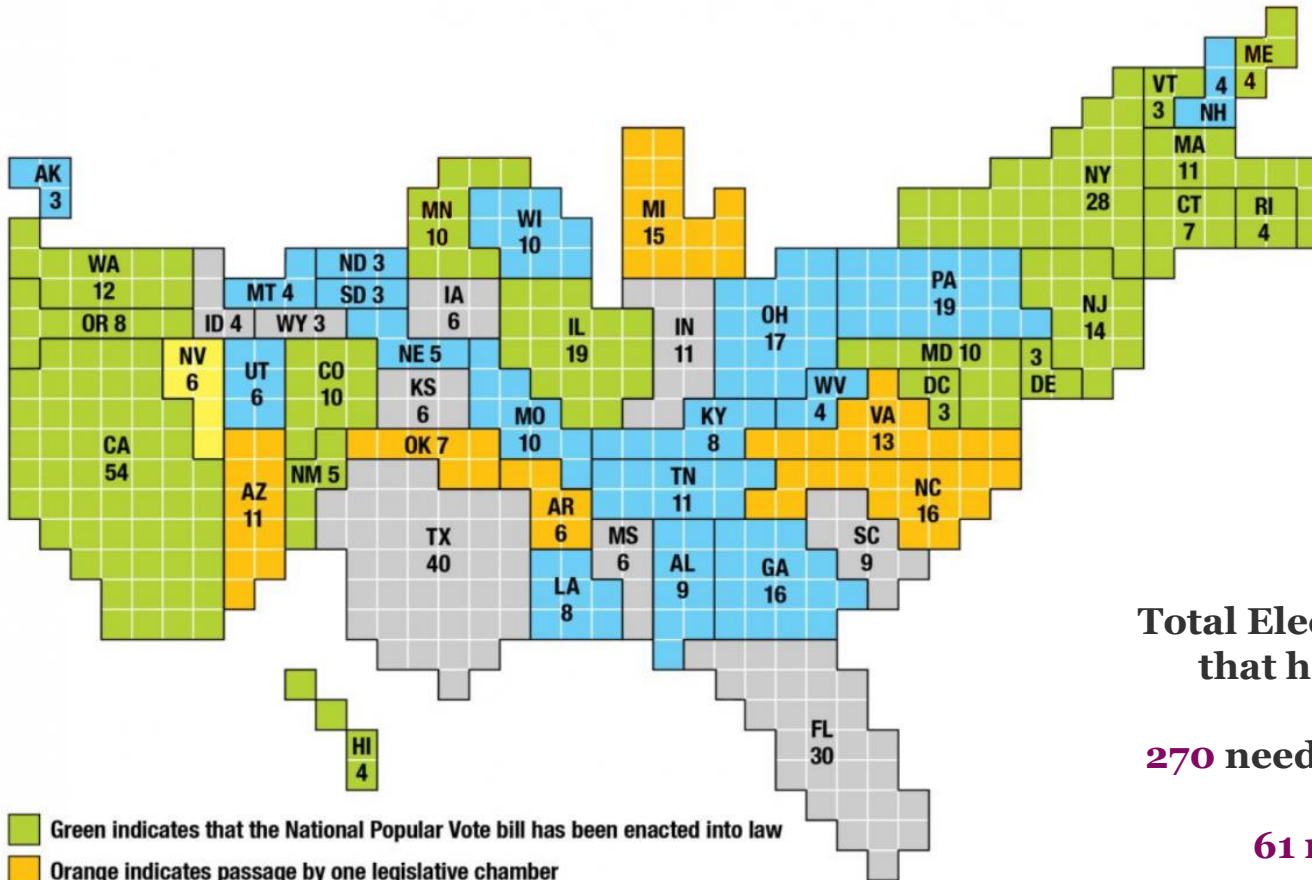 ME
4
VT
3
4
NH
MA
11
NY
28
CT
7
RI
4
AK
3
MN
10
WI
10
MI
15
WA
12
ND 3
MT 4
SD 3
IA
6
PA
19
OR 8
ID 4
WY 3
IL
19
IN
11
OH
17
NJ
14
NV
6
UT
6
CO
10
NE 5
KS
6
MD 10
3
DE
DC
3
WV
4
VA
13
CA
54
MO
10
KY
8
OK 7
NM 5
AZ
11
TN
11
NC
16
AR
6
TX
40
MS
6
SC
9
LA
8
AL
9
GA
16
FL
30
HI
4
Total Elec
that h
270 need
61
Green indicates that the National Popular Vote bill has been enacted into law
Orange indicates passage by one legislative chamber